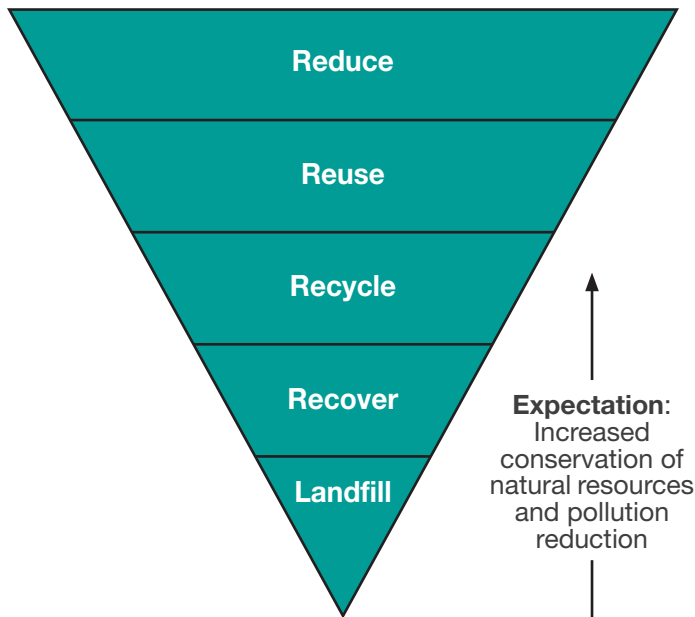 Reduce
Reuse
Recycle
Recover
Landfill
Expectation:
Increased
conservation of
natural resources
and pollution
reduction